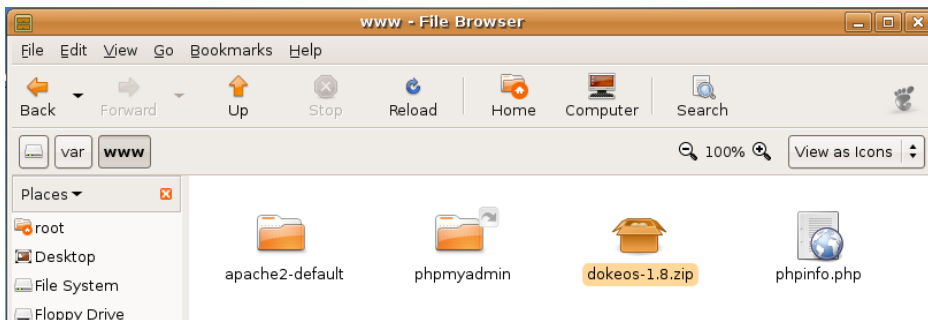 www - File Browser
File Edit View Go Bookmarks Help
Back Forward Up Stop Reload Home Computer Search
var www 100% View as Icons
Places
root
Desktop
File System
Floppy Drive
apache2-default phpmyadmin dokeos-1.8.zip phpinfo.php